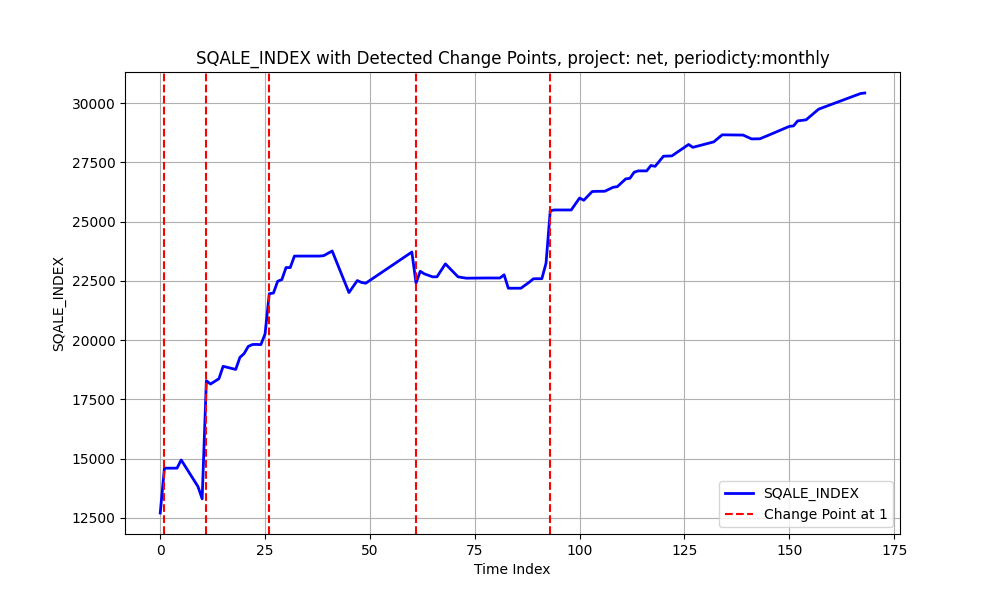 SQALE_INDEX with Detected Change Points, project: net, periodicty:monthly
SQALE_INDEX
30000
27500
25000
22500
20000
17500
15000
12500
0 25 50 75 100 125 150 175
Time Index
SQALE_INDEX
Change Point at 1